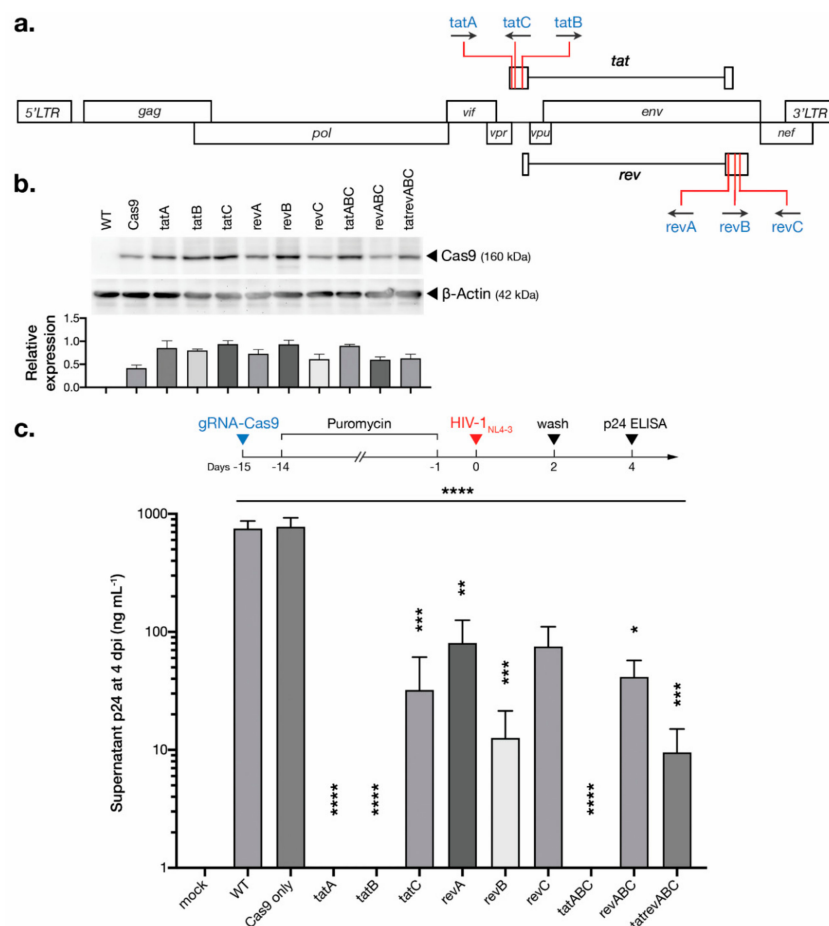 a.
tatA tatC tatB
tat
5'LTR gag vif env 3'LTR
pol vpr vpu nef
rev
revA revB revC
b.
WT Cas9 tatA tatB tatC revA revB revC tatABC revABC tatrevABC
Cas9 (160 kDa)
β-Actin (42 kDa)
Relative expression
1.0
0.5
0.0
c.
gRNA-Cas9 Puromycin HIV-1NL4-3 wash p24 ELISA
Days -15 -14 // -1 0 2 4
****
Supernatant p24 at 4 dpi (ng mL-1)
1000
100
10
1
**** **** *** ** *** **** * ***
mock WT Cas9 only tatA tatB tatC revA revB revC tatABC revABC tatrevABC